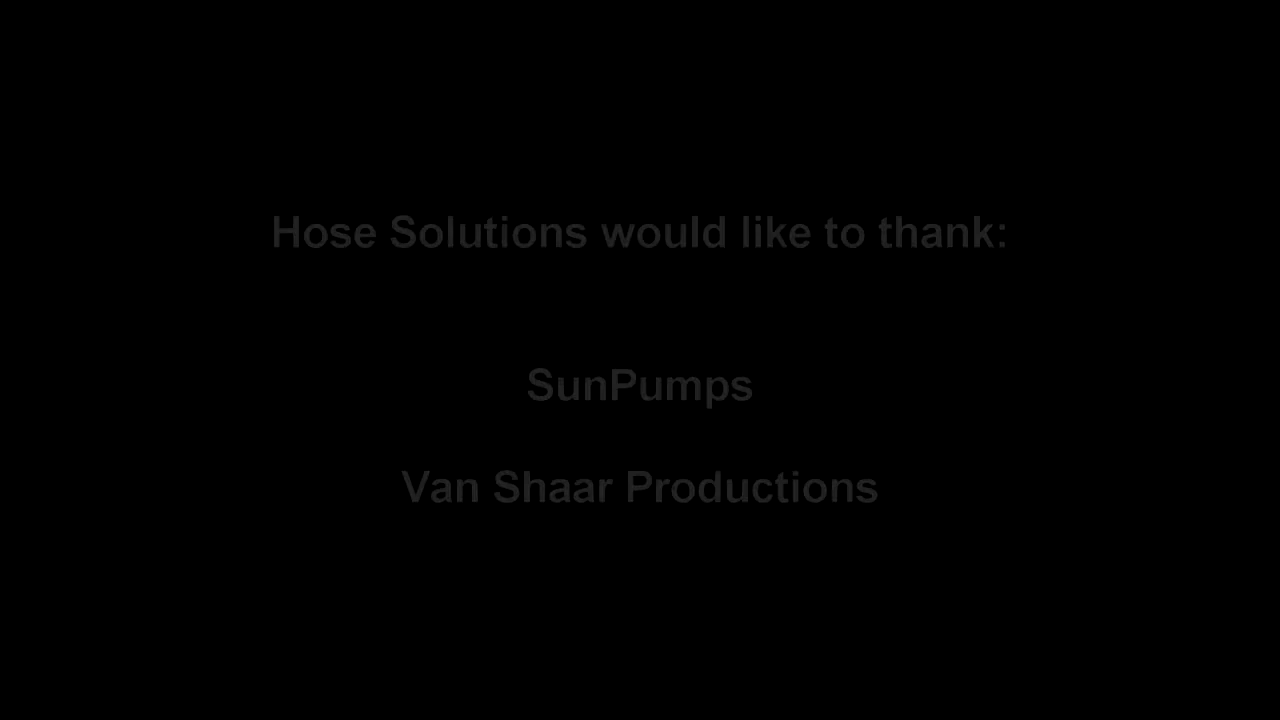 Hose Solutions would like to thank:
SunPumps
Van Shaar Productions